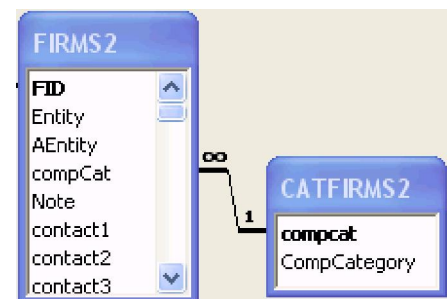 FIRMS2
FID
Entity
AEntity
compCat
Note
contact1
contact2
contact3
∞
1
CATFIRMS2
compcat
CompCategory